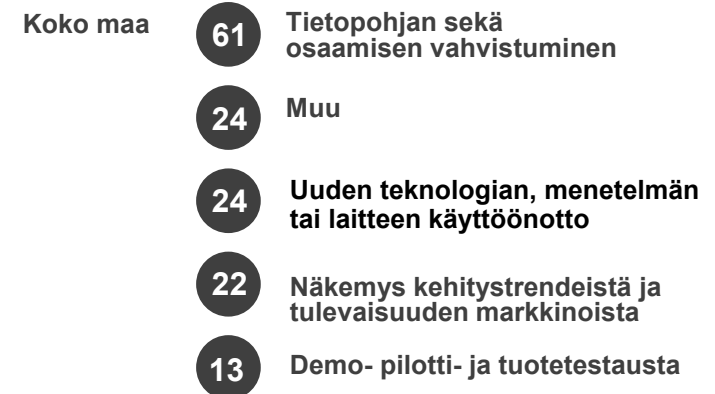 Koko maa
61
Tietopohjan sekä
osaamisen vahvistuminen
24
Muu
24
Uuden teknologian, menetelmän
tai laitteen käyttöönotto
22
Näkemys kehitystrendeistä ja
tulevaisuuden markkinoista
13
Demo- pilotti- ja tuotetestausta